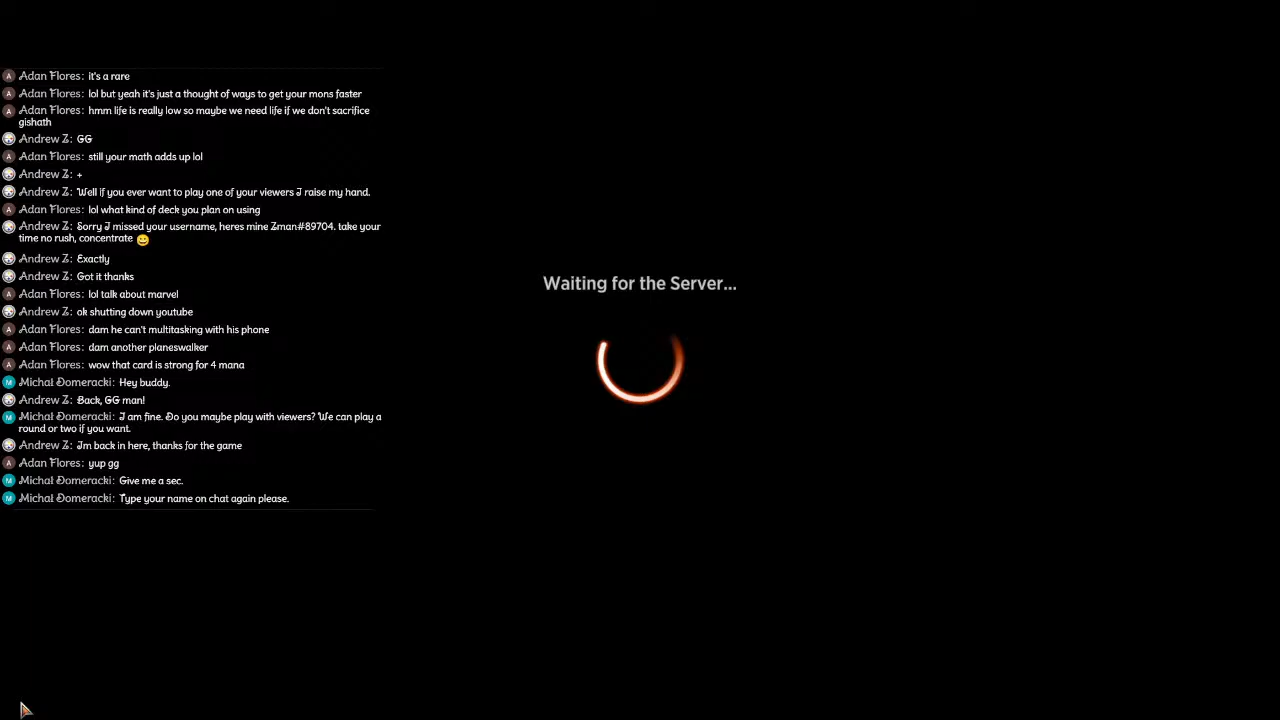 A Adan Flores: it's a rare
A Adan Flores: lol but yeah it's just a thought of ways to get your mons faster
A Adan Flores: hmm life is really low so maybe we need life if we don't sacrifice
gishath
Andrew Z: GG
A Adan Flores: still your math adds up lol
Andrew Z: +
Andrew Z: Well if you ever want to play one of your viewers I raise my hand.
A Adan Flores: lol what kind of deck you plan on using
Andrew Z: Sorry I missed your username, heres mine Zman#89704. take your
time no rush, concentrate 😀
Andrew Z: Exactly
Andrew Z: Got it thanks
A Adan Flores: lol talk about marvel
Andrew Z: ok shutting down youtube
A Adan Flores: dam he can't multitasking with his phone
A Adan Flores: dam another planeswalker
A Adan Flores: wow that card is strong for 4 mana
M Michał Domeracki: Hey buddy.
Andrew Z: Back, GG man!
M Michał Domeracki: I am fine. Do you maybe play with viewers? We can play a
round or two if you want.
Andrew Z: Im back in here, thanks for the game
A Adan Flores: yup gg
M Michał Domeracki: Give me a sec.
M Michał Domeracki: Type your name on chat again please.
Waiting for the Server...